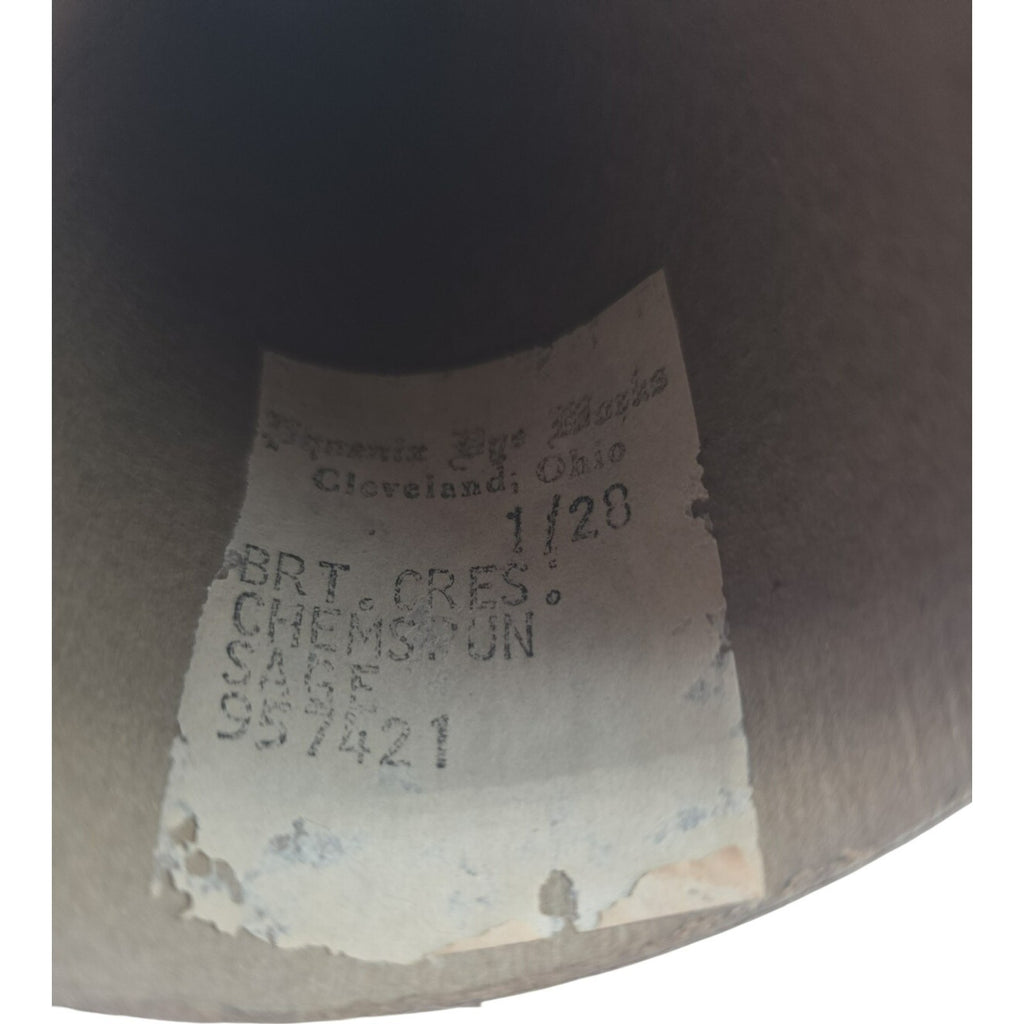 Phoenix Dye Works
Cleveland, Ohio
1/28
BRT. CRES:
CHEMSPUN
SAGE
957421